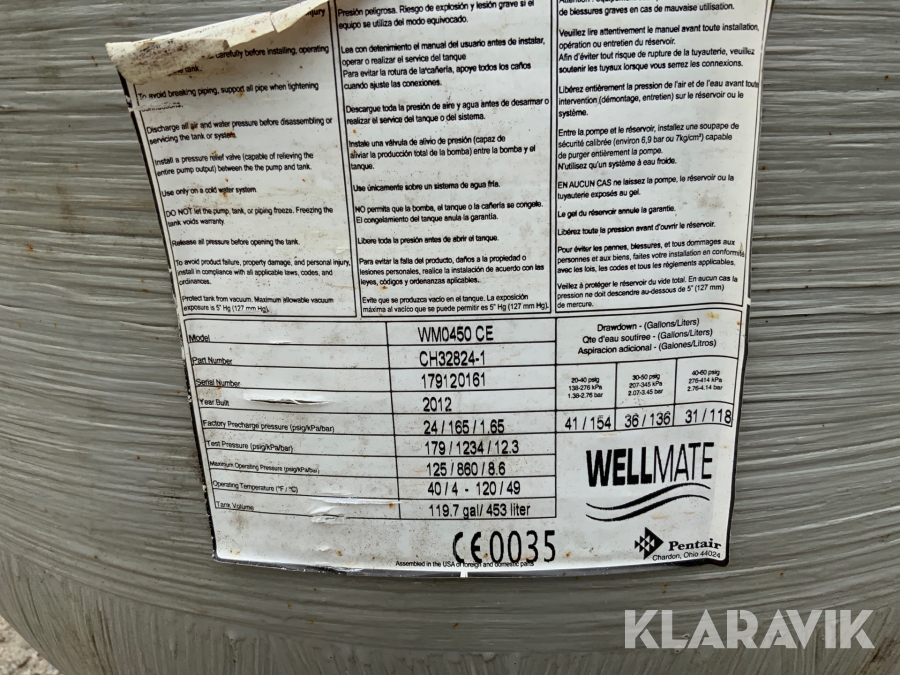 injury
carefully before installing, operating
the tank.
To avoid breaking piping, support all pipe when tightening
Discharge all air and water pressure before disassembling or
servicing the tank or system.
Install a pressure relief valve (capable of relieving the
entire pump output) between the the pump and tank.
Use only on a cold water system
DO NOT let the pump, tank, or piping freeze. Freezing the
tank voids warranty.
Release all pressure before opening the tank.
To avoid product failure, property damage, and personal injury,
install in compliance with all applicable laws, codes, and
ordinances.
Protect tank from vacuum. Maximum allowable vacuum
exposure is 5" Hg (127 mm Hg).
Presión peligrosa. Riesgo de explosión y lesión grave si el
equipo se utiliza del modo equivocado.
Lea con detenimiento el manual del usuario antes de instalar,
operar o realizar el service del tanque
Para evitar la rotura de la cañería, apoye todos los caños
cuando ajuste las conexiones.
Descargue toda la presión de aire y agua antes de desarmar o
realizar el service del tanque o del sistema.
Instale una válvula de alivio de presión (capaz de
aliviar la producción total de la bomba) entre la bomba y el
tanque.
Use únicamente sobre un sistema de agua fría.
NO permita que la bomba, el tanque o la cañería se congele.
El congelamiento del tanque anula la garantía.
Libere toda la presión antes de abrir el tanque.
Para evitar la falla del producto, daños a la propiedad o
lesiones personales, realice la instalación de acuerdo con las
leyes, códigos y ordenanzas aplicables.
Evite que se produzca vacío en el tanque. La exposición
máxima al vacíco que se puede permitir es 5" Hg (127 mm Hg).
de blessures graves en cas de mauvaise utilisation.
Veuillez lire attentivement le manuel avant toute installation,
opération ou entretien du réservoir.
Afin d'éviter tout risque de rupture de la tuyauterie, veuillez
soutenir les tuyaux lorsque vous serrez les connexions.
Libérez entièrement la pression de l'air et de l'eau avant toute
intervention (démontage, entretien) sur le réservoir ou le
système.
Entre la pompe et le réservoir, installez une soupape de
sécurité calibrée (environ 6,9 bar ou 7kg/cm²) capable
de purger entièrement la pompe.
N'utilisez qu'un système à eau froide.
EN AUCUN CAS ne laissez la pompe, le réservoir ou la
tuyauterie exposés au gel.
Le gel du réservoir annule la garantie.
Libérez toute la pression avant d'ouvrir le réservoir.
Pour éviter les pannes, blessures, et tous dommages aux
personnes et aux biens, faites votre installation en conformité
avec les lois, les codes et tous les règlements applicables.
Veillez à protéger le réservoir du vide total. En aucun cas la
pression ne doit descendre au-dessous de 5" (127 mm)
de mercure.
Model WM0450 CE
Part Number CH32824-1
Serial Number 179120161
Year Built 2012
Factory Precharge pressure (psig/kPa/bar) 24 / 165 / 1.65
Test Pressure (psig/kPa/bar) 179 / 1234 / 12.3
Maximum Operating Pressure (psig/kPa/bar) 125 / 860 / 8.6
Operating Temperature (°F / °C) 40 / 4 - 120 / 49
Tank Volume 119.7 gal/ 453 liter
Drawdown - (Gallons/Liters)
Qte d'eau soutiree - (Gallons/Liters)
Aspiracion adicional - (Galones/Litros)
20-40 psig 30-50 psig 40-60 psig
138-276 kPa 207-345 kPa 276-414 kPa
1.38-2.76 bar 2.07-3.45 bar 2.76-4.14 bar
41 / 154 36 / 136 31 / 118
WELLMATE
Pentair
Chardon, Ohio 44024
CE0035
Assembled in the USA of foreign and domestic parts
KLARAVIK